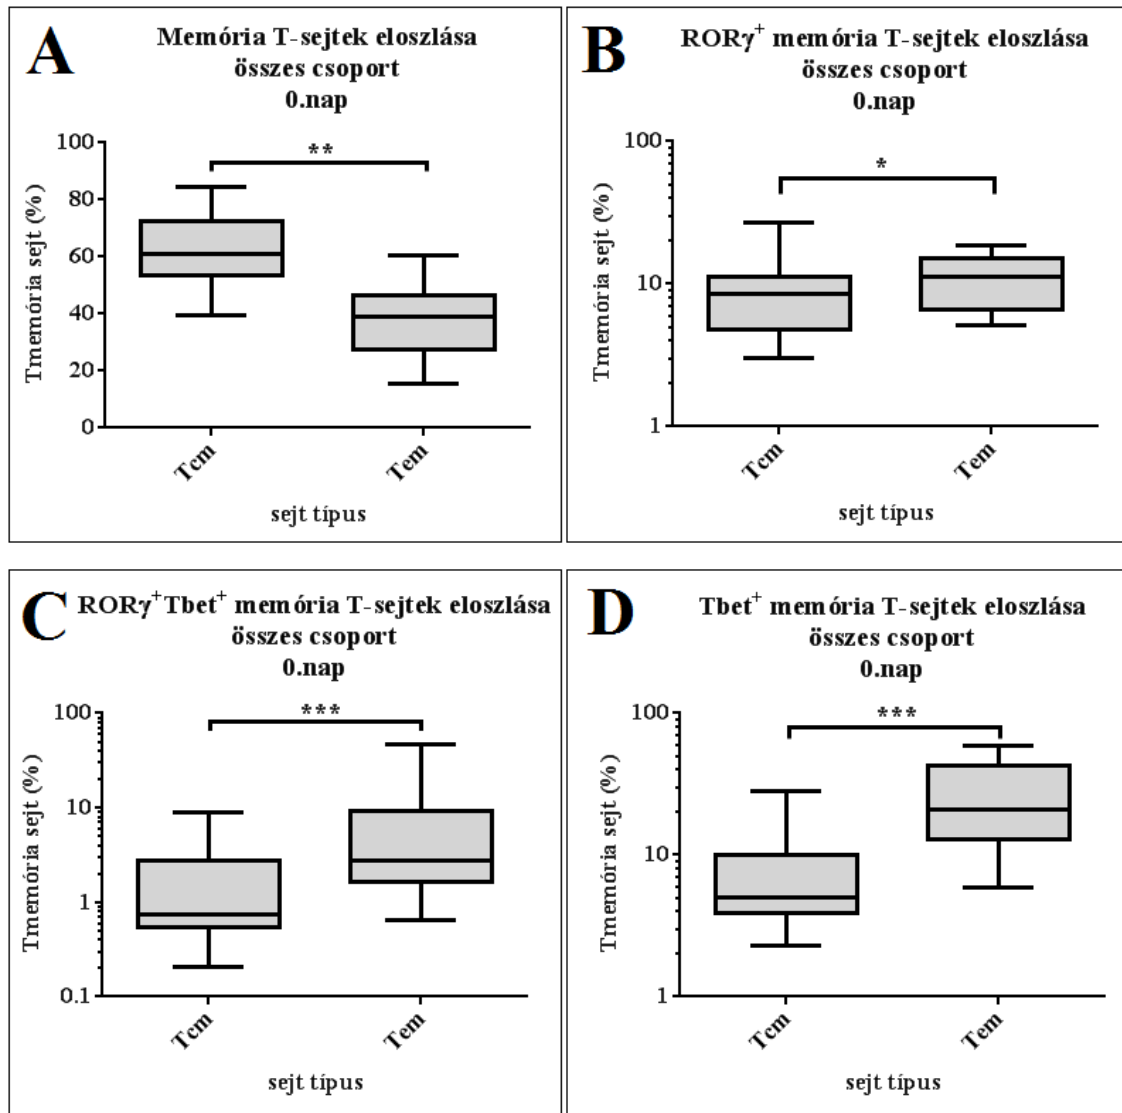 A
Memória T-sejtek eloszlása
összes csoport
0.nap
**
100
80
60
40
20
0
Tmemória sejt (%)
Tcm
Tem
sejt típus
B
RORγ⁺ memória T-sejtek eloszlása
összes csoport
0.nap
*
100
10
1
Tmemória sejt (%)
Tcm
Tem
sejt típus
C
RORγ⁺Tbet⁺ memória T-sejtek eloszlása
összes csoport
0.nap
***
100
10
1
0.1
Tmemória sejt (%)
Tcm
Tem
sejt típus
D
Tbet⁺ memória T-sejtek eloszlása
összes csoport
0.nap
***
100
10
1
Tmemória sejt (%)
Tcm
Tem
sejt típus